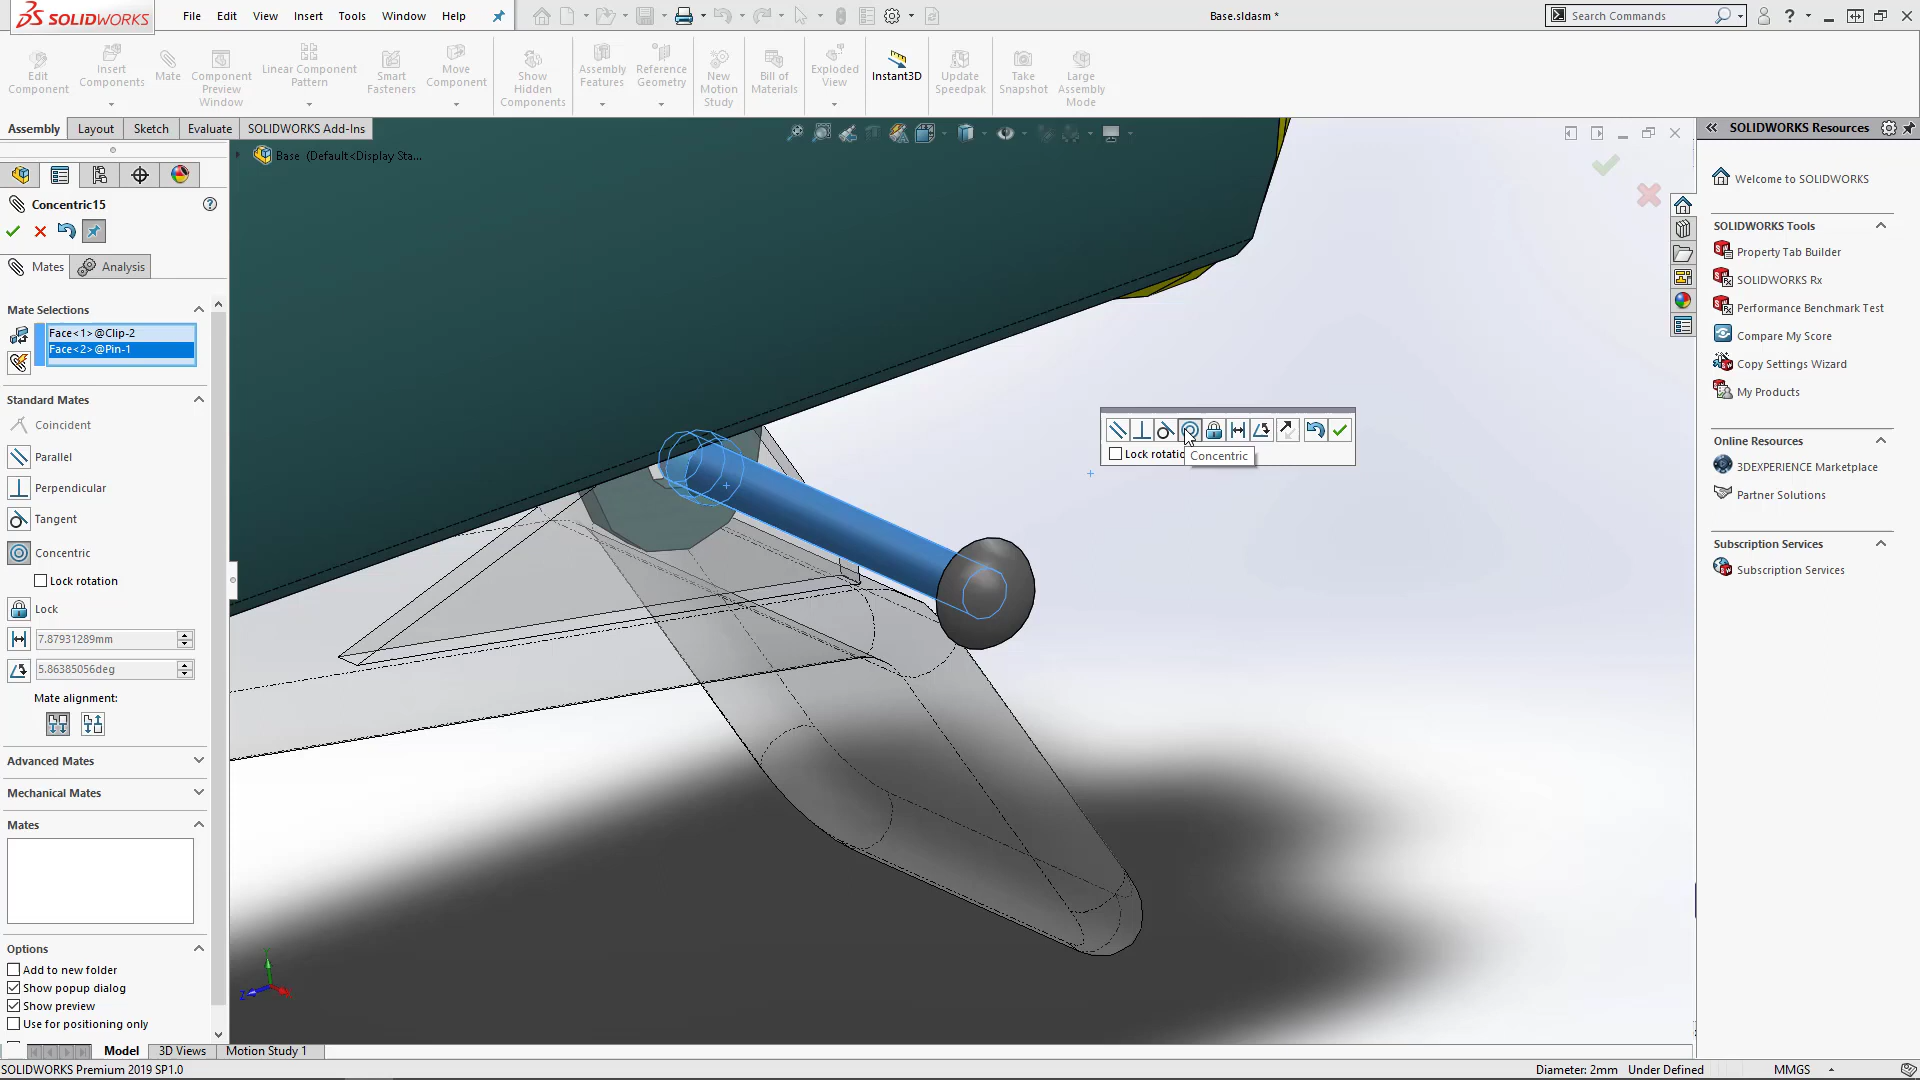 SOLIDWORKS
File Edit View Insert Tools Window Help
Base.sldasm *
Search Commands
Edit Component
Insert Components
Mate
Component Preview Window
Linear Component Pattern
Smart Fasteners
Move Component
Show Hidden Components
Assembly Features
Reference Geometry
New Motion Study
Bill of Materials
Exploded View
Instant3D
Update Speedpak
Take Snapshot
Large Assembly Mode
Assembly Layout Sketch Evaluate SOLIDWORKS Add-Ins
Base (Default<Display Sta...
Concentric15
Mates Analysis
Mate Selections
Face<1>@Clip-2
Face<2>@Pin-1
Standard Mates
Coincident
Parallel
Perpendicular
Tangent
Concentric
Lock rotation
Lock
7.87931289mm
5.86385056deg
Mate alignment:
Advanced Mates
Mechanical Mates
Mates
Options
Add to new folder
Show popup dialog
Show preview
Use for positioning only
Lock rotatio
Concentric
Y
Z
SOLIDWORKS Resources
Welcome to SOLIDWORKS
SOLIDWORKS Tools
Property Tab Builder
SOLIDWORKS Rx
Performance Benchmark Test
Compare My Score
Copy Settings Wizard
My Products
Online Resources
3DEXPERIENCE Marketplace
Partner Solutions
Subscription Services
Subscription Services
Model 3D Views Motion Study 1
SOLIDWORKS Premium 2019 SP1.0
Diameter: 2mm Under Defined MMGS